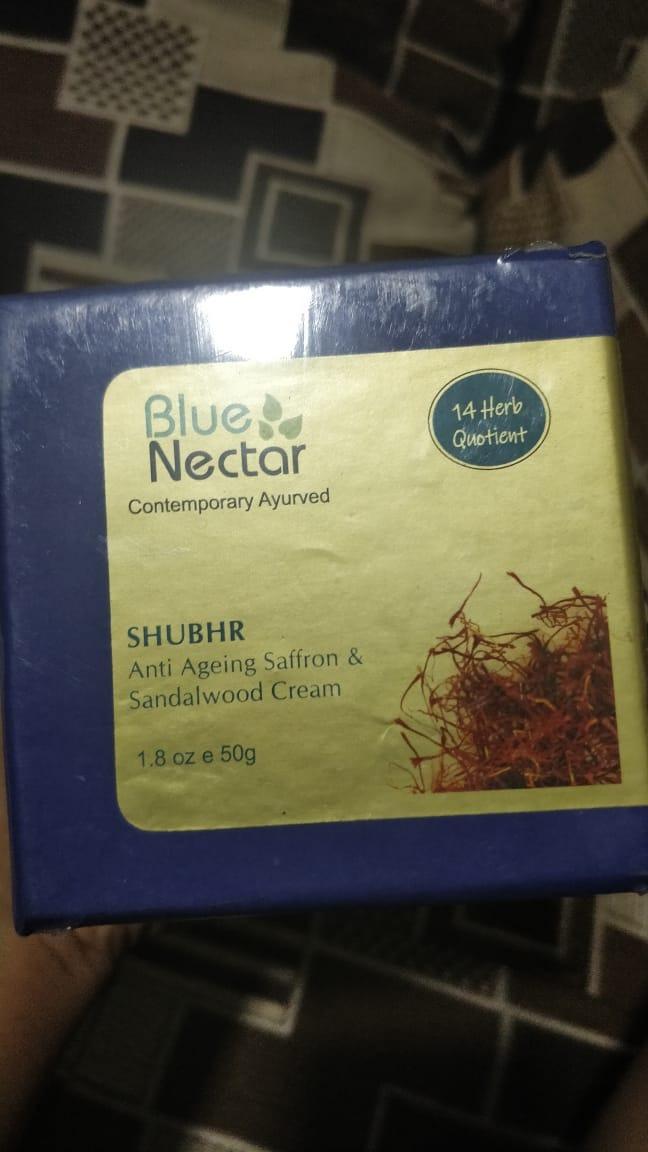 Blue
Nectar
Contemporary Ayurved
14 Herb
Quotient
SHUBHR
Anti Ageing Saffron &
Sandalwood Cream
1.8 oz e 50g